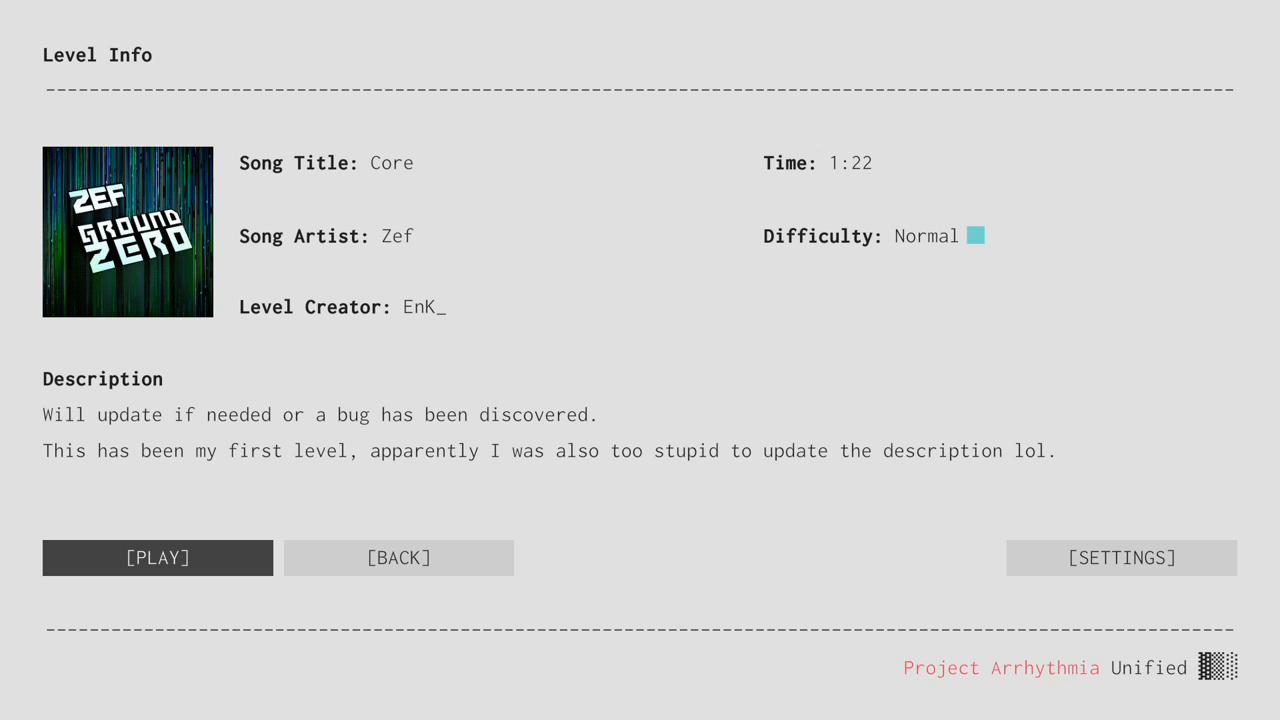 Level Info
ZEF
GROUND
ZERO
Song Title: Core
Time: 1:22
Song Artist: Zef
Difficulty: Normal
Level Creator: EnK_
Description
Will update if needed or a bug has been discovered.
This has been my first level, apparently I was also too stupid to update the description lol.
[PLAY]
[BACK]
[SETTINGS]
Project Arrhythmia Unified